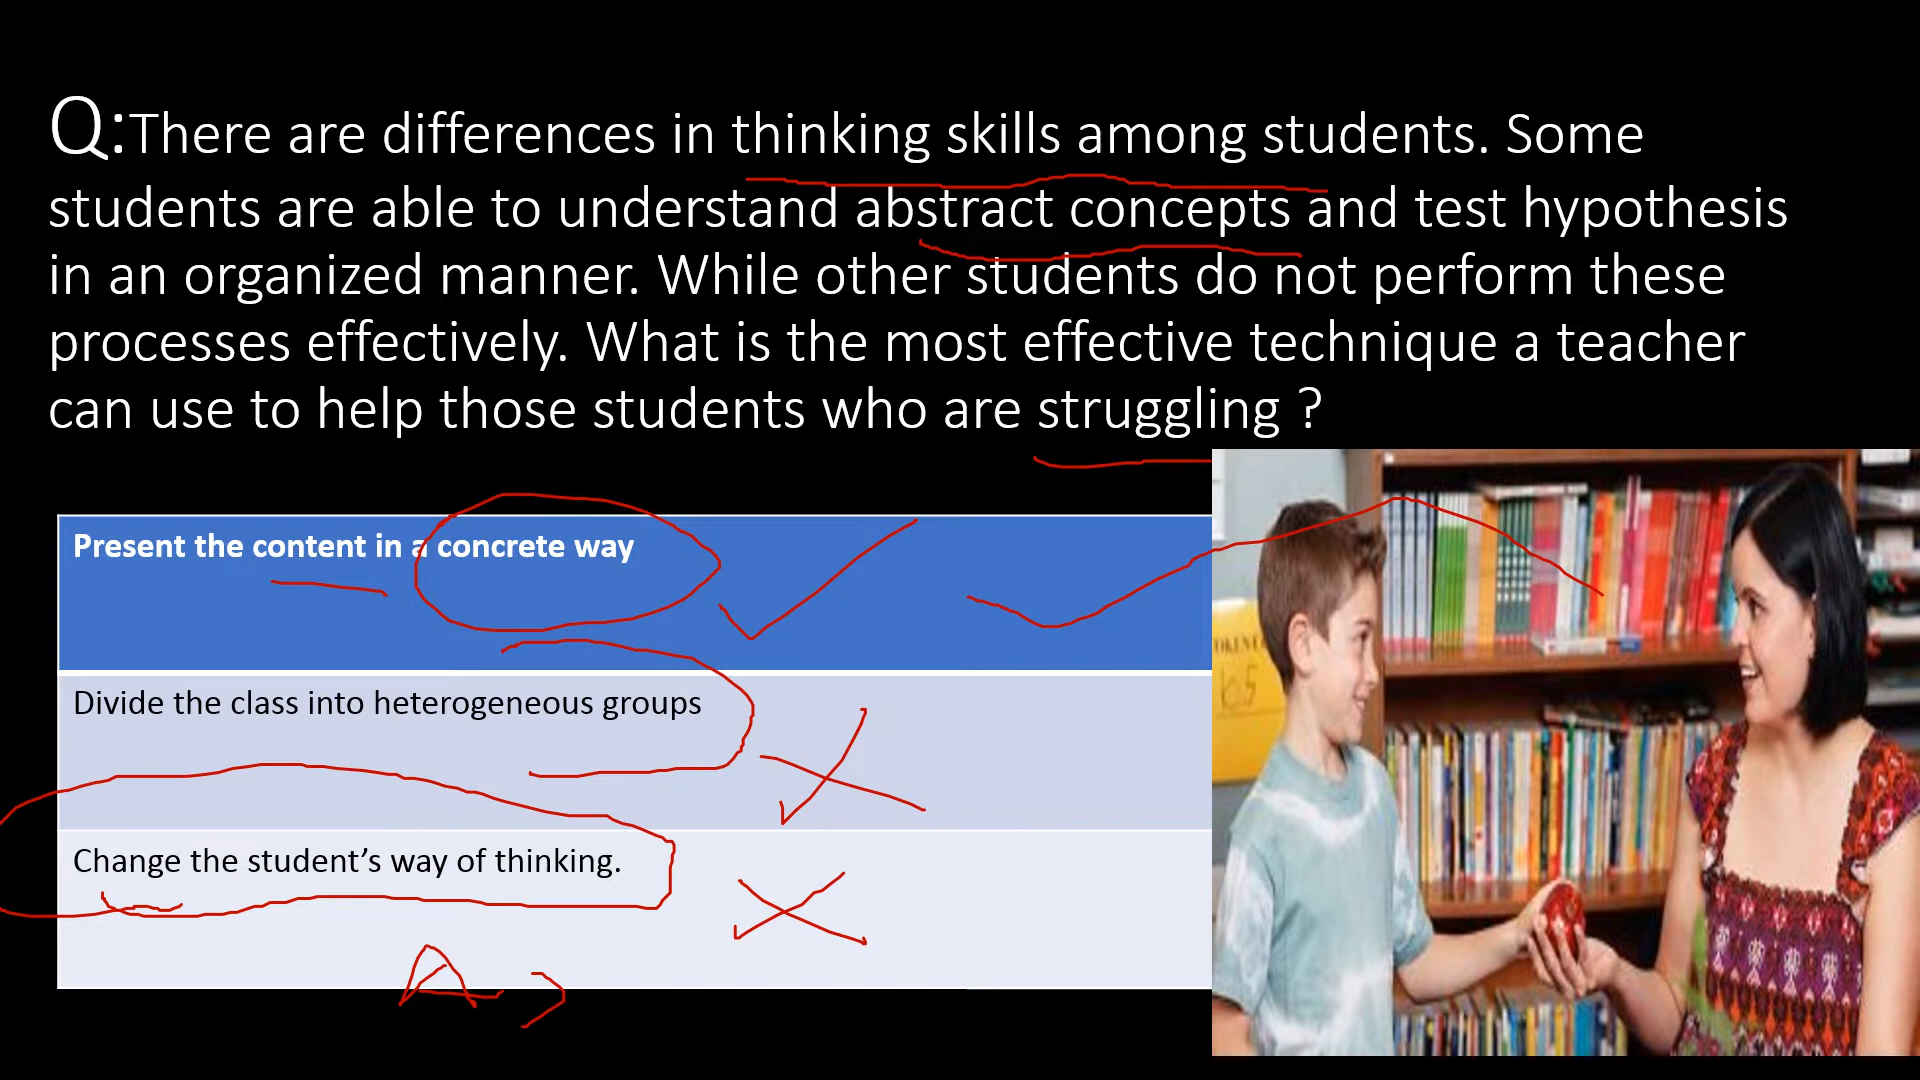 Q:There are differences in thinking skills among students. Some
students are able to understand abstract concepts and test hypothesis
in an organized manner. While other students do not perform these
processes effectively. What is the most effective technique a teacher
can use to help those students who are struggling ?
Present the content in a concrete way
Divide the class into heterogeneous groups
Change the student’s way of thinking.
A